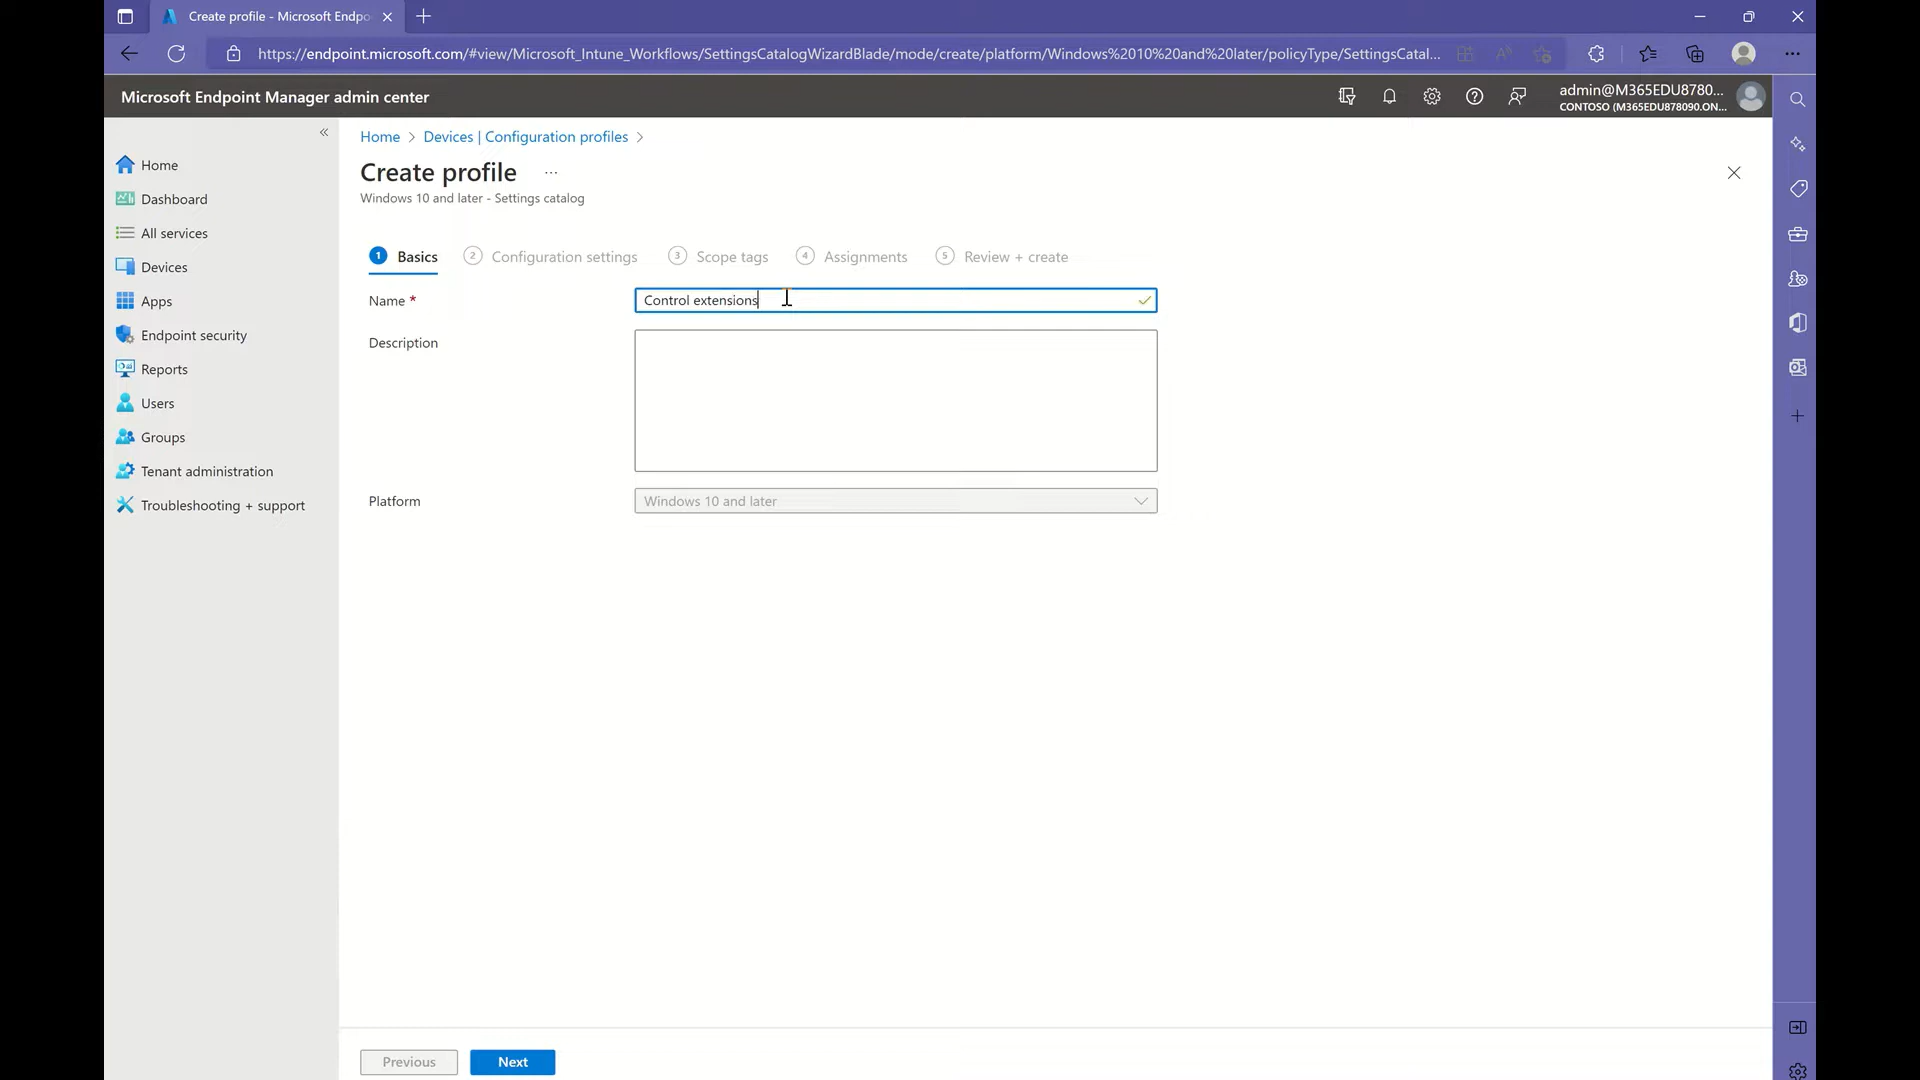 Create profile - Microsoft Endpo
https://endpoint.microsoft.com/#view/Microsoft_Intune_Workflows/SettingsCatalogWizardBlade/mode/create/platform/Windows%2010%20and%20later/policyType/SettingsCatal...
Microsoft Endpoint Manager admin center
admin@M365EDU8780...
CONTOSO (M365EDU878090.ON...
Home
Dashboard
All services
Devices
Apps
Endpoint security
Reports
Users
Groups
Tenant administration
Troubleshooting + support
Home > Devices | Configuration profiles >
Create profile ...
Windows 10 and later - Settings catalog
1 Basics 2 Configuration settings 3 Scope tags 4 Assignments 5 Review + create
Name * Control extensions
Description
Platform Windows 10 and later
Previous Next